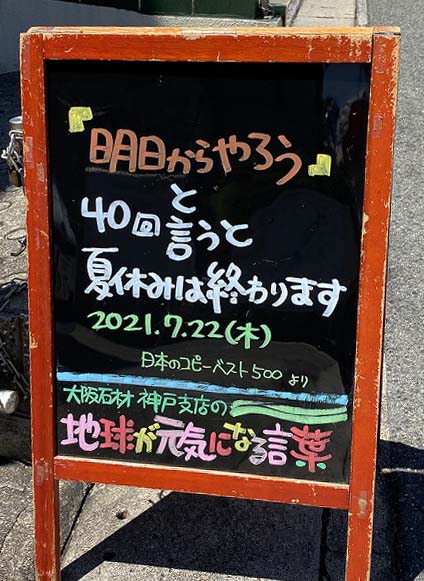 『明日からやろう』
と
40回言うと
夏休みは終わります
2021.7.22(木)
日本のコピーベスト500より
大阪石材 神戸支店の
地球が元気になる言葉